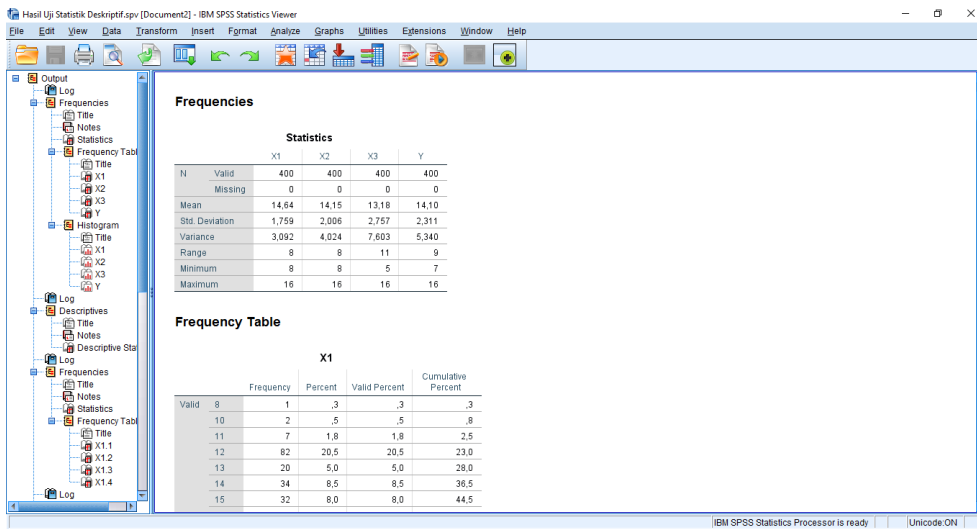 Hasil Uji Statistik Deskriptif.spv [Document2] - IBM SPSS Statistics Viewer
File Edit View Data Transform Insert Format Analyze Graphs Utilities Extensions Window Help
Output
Log
Frequencies
Title
Notes
Statistics
Frequency Tabl
Title
X1
X2
X3
Y
Histogram
Title
X1
X2
X3
Y
Log
Descriptives
Title
Notes
Descriptive Sta
Log
Frequencies
Title
Notes
Statistics
Frequency Tabl
Title
X1.1
X1.2
X1.3
X1.4
Log
Frequencies
Statistics
X1 X2 X3 Y
N Valid 400 400 400 400
Missing 0 0 0 0
Mean 14,64 14,15 13,18 14,10
Std. Deviation 1,759 2,006 2,757 2,311
Variance 3,092 4,024 7,603 5,340
Range 8 8 11 9
Minimum 8 8 5 7
Maximum 16 16 16 16
Frequency Table
X1
Frequency Percent Valid Percent Cumulative Percent
Valid 8 1 ,3 ,3 ,3
10 2 ,5 ,5 ,8
11 7 1,8 1,8 2,5
12 82 20,5 20,5 23,0
13 20 5,0 5,0 28,0
14 34 8,5 8,5 36,5
15 32 8,0 8,0 44,5
IBM SPSS Statistics Processor is ready Unicode:ON